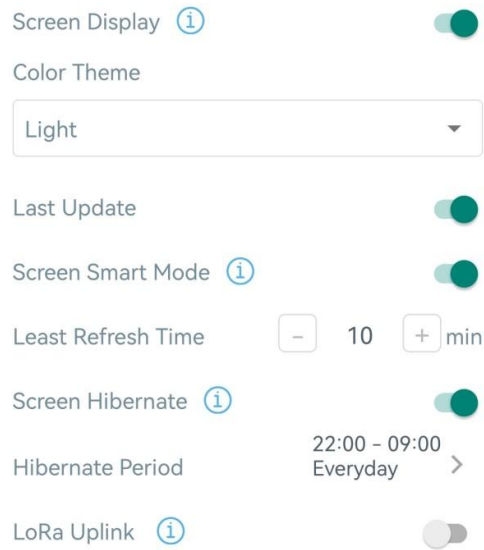 Screen Display i
Color Theme
Light
Last Update
Screen Smart Mode i
Least Refresh Time - 10 + min
Screen Hibernate i
22:00 - 09:00
Hibernate Period Everyday
LoRa Uplink i